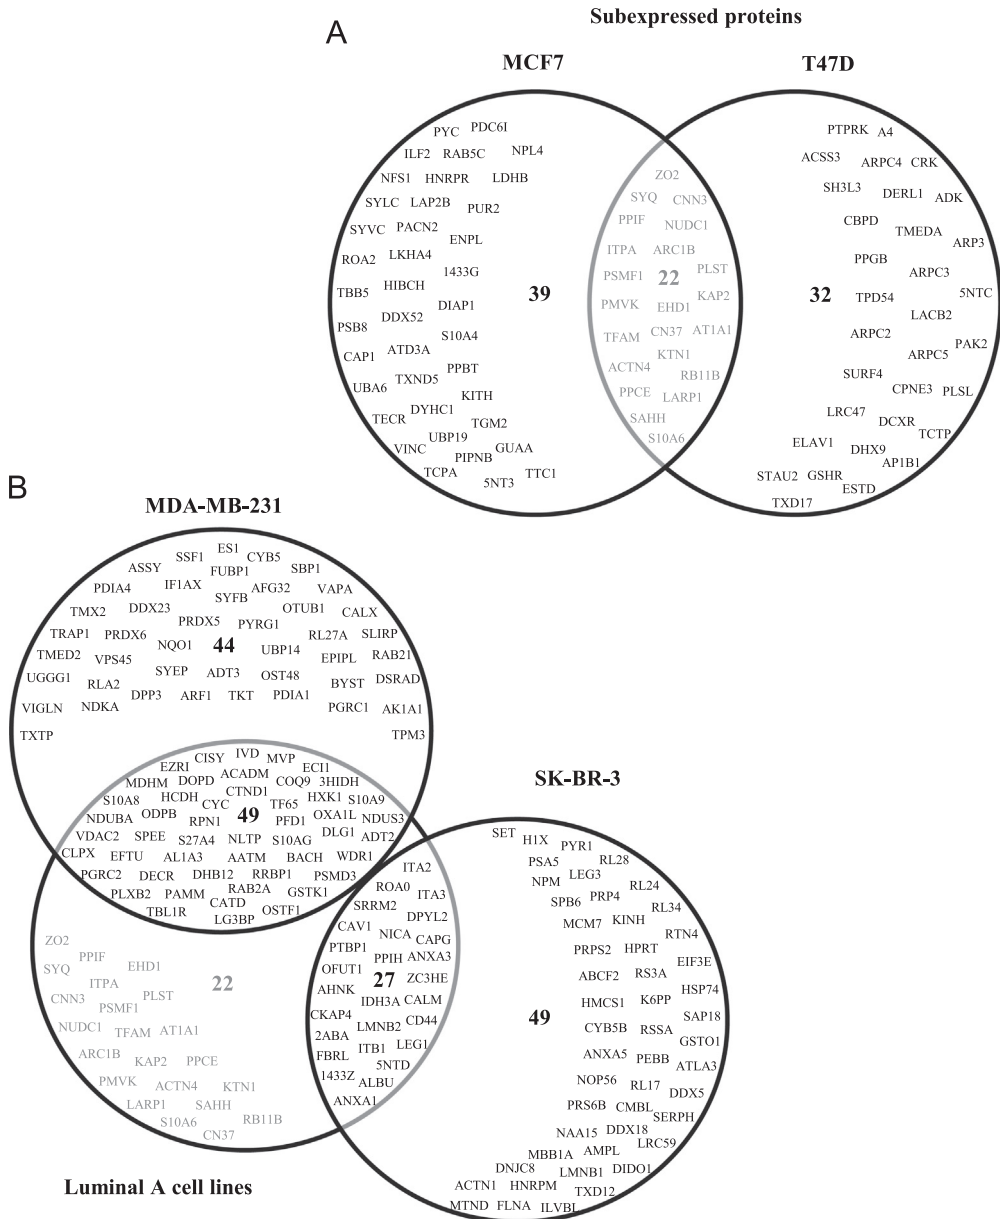 Subexpressed proteins
A
MCF7
T47D
PYC PDC6I
ILF2 RAB5C NPL4
NFS1 HNRPR LDHB
SYLC LAP2B PUR2
SYVC PACN2 ENPL
ROA2 LKHA4 1433G
TBB5 HIBCH DIAP1
PSB8 DDX52 S10A4
CAP1 ATD3A PPBT
UBA6 TXND5 KITH
TECR DYHC1 TGM2
VINC UBP19 GUAA
TCPA PIPNB TTC1
5NT3
39
ZO2
SYQ CNN3
PPIF NUDC1
ITPA ARC1B
PSMF1 22 PLST
PMVK EHD1 KAP2
TFAM CN37 AT1A1
ACTN4 KTN1
PPCE RB11B
LARP1
SAHH
S10A6
PTPRK A4
ACSS3 ARPC4 CRK
SH3L3 DERL1 ADK
CBPD TMEDA ARP3
PPGB ARPC3
32 TPD54 5NTC
LACB2
ARPC2 PAK2
ARPC5
SURF4 CPNE3 PLSL
LRC47 DCXR TCTP
ELAV1 DHX9 AP1B1
STAU2 GSHR ESTD
TXD17
B
MDA-MB-231
ES1
SSF1 CYB5
ASSY FUBP1 SBP1
PDIA4 IF1AX AFG32 VAPA
SYFB
TMX2 DDX23 OTUB1 CALX
PRDX5 PYRG1
TRAP1 PRDX6 RL27A SLIRP
NQO1 44 UBP14
TMED2 VPS45 EPIPL RAB21
UGGG1 SYEP ADT3 OST48 DSRAD
RLA2 BYST
DPP3 ARF1 TKT PDIA1
VIGLN NDKA PGRC1 AK1A1
TXTP TPM3
CISY IVD MVP
EZRI ECI1
MDHM DOPD ACADM COQ9 3HIDH
CTND1
S10A8 HCDH CYC TF65 HXK1 S10A9
NDUBA ODPB RPN1 49 PFD1 OXA1L NDUS3
VDAC2 SPEE S27A4 NLTP S10AG DLG1 ADT2
CLPX EFTU AL1A3 AATM BACH WDR1
PGRC2 DECR DHB12 RRBP1 PSMD3
PLXB2 PAMM RAB2A GSTK1
TBL1R CATD OSTF1
LG3BP
ZO2
PPIF
SYQ EHD1
ITPA 22
CNN3 PLST
PSMF1
NUDC1 TFAM AT1A1
ARC1B KAP2 PPCE
PMVK ACTN4 KTN1
LARP1 SAHH
S10A6 RB11B
CN37
Luminal A cell lines
ITA2
ROA0 ITA3
SRRM2 DPYL2
CAV1 NICA CAPG
PTBP1 PPIH ANXA3
OFUT1 27 ZC3HE
AHNK IDH3A CALM
CKAP4 LMNB2 CD44
2ABA ITB1 LEG1
FBRL 5NTD
1433Z ALBU
ANXA1
SK-BR-3
SET H1X PYR1
PSA5 RL28
NPM LEG3 RL24
SPB6 PRP4 RL34
MCM7 KINH
RTN4
PRPS2 HPRT EIF3E
ABCF2 RS3A HSP74
HMCS1 K6PP SAP18
49 CYB5B RSSA GSTO1
ANXA5 PEBB ATLA3
NOP56 RL17 DDX5
PRS6B CMBL SERPH
NAA15 DDX18 LRC59
MBB1A AMPL
DNJC8 LMNB1 DIDO1
ACTN1 HNRPM TXD12
MTND FLNA ILVBL